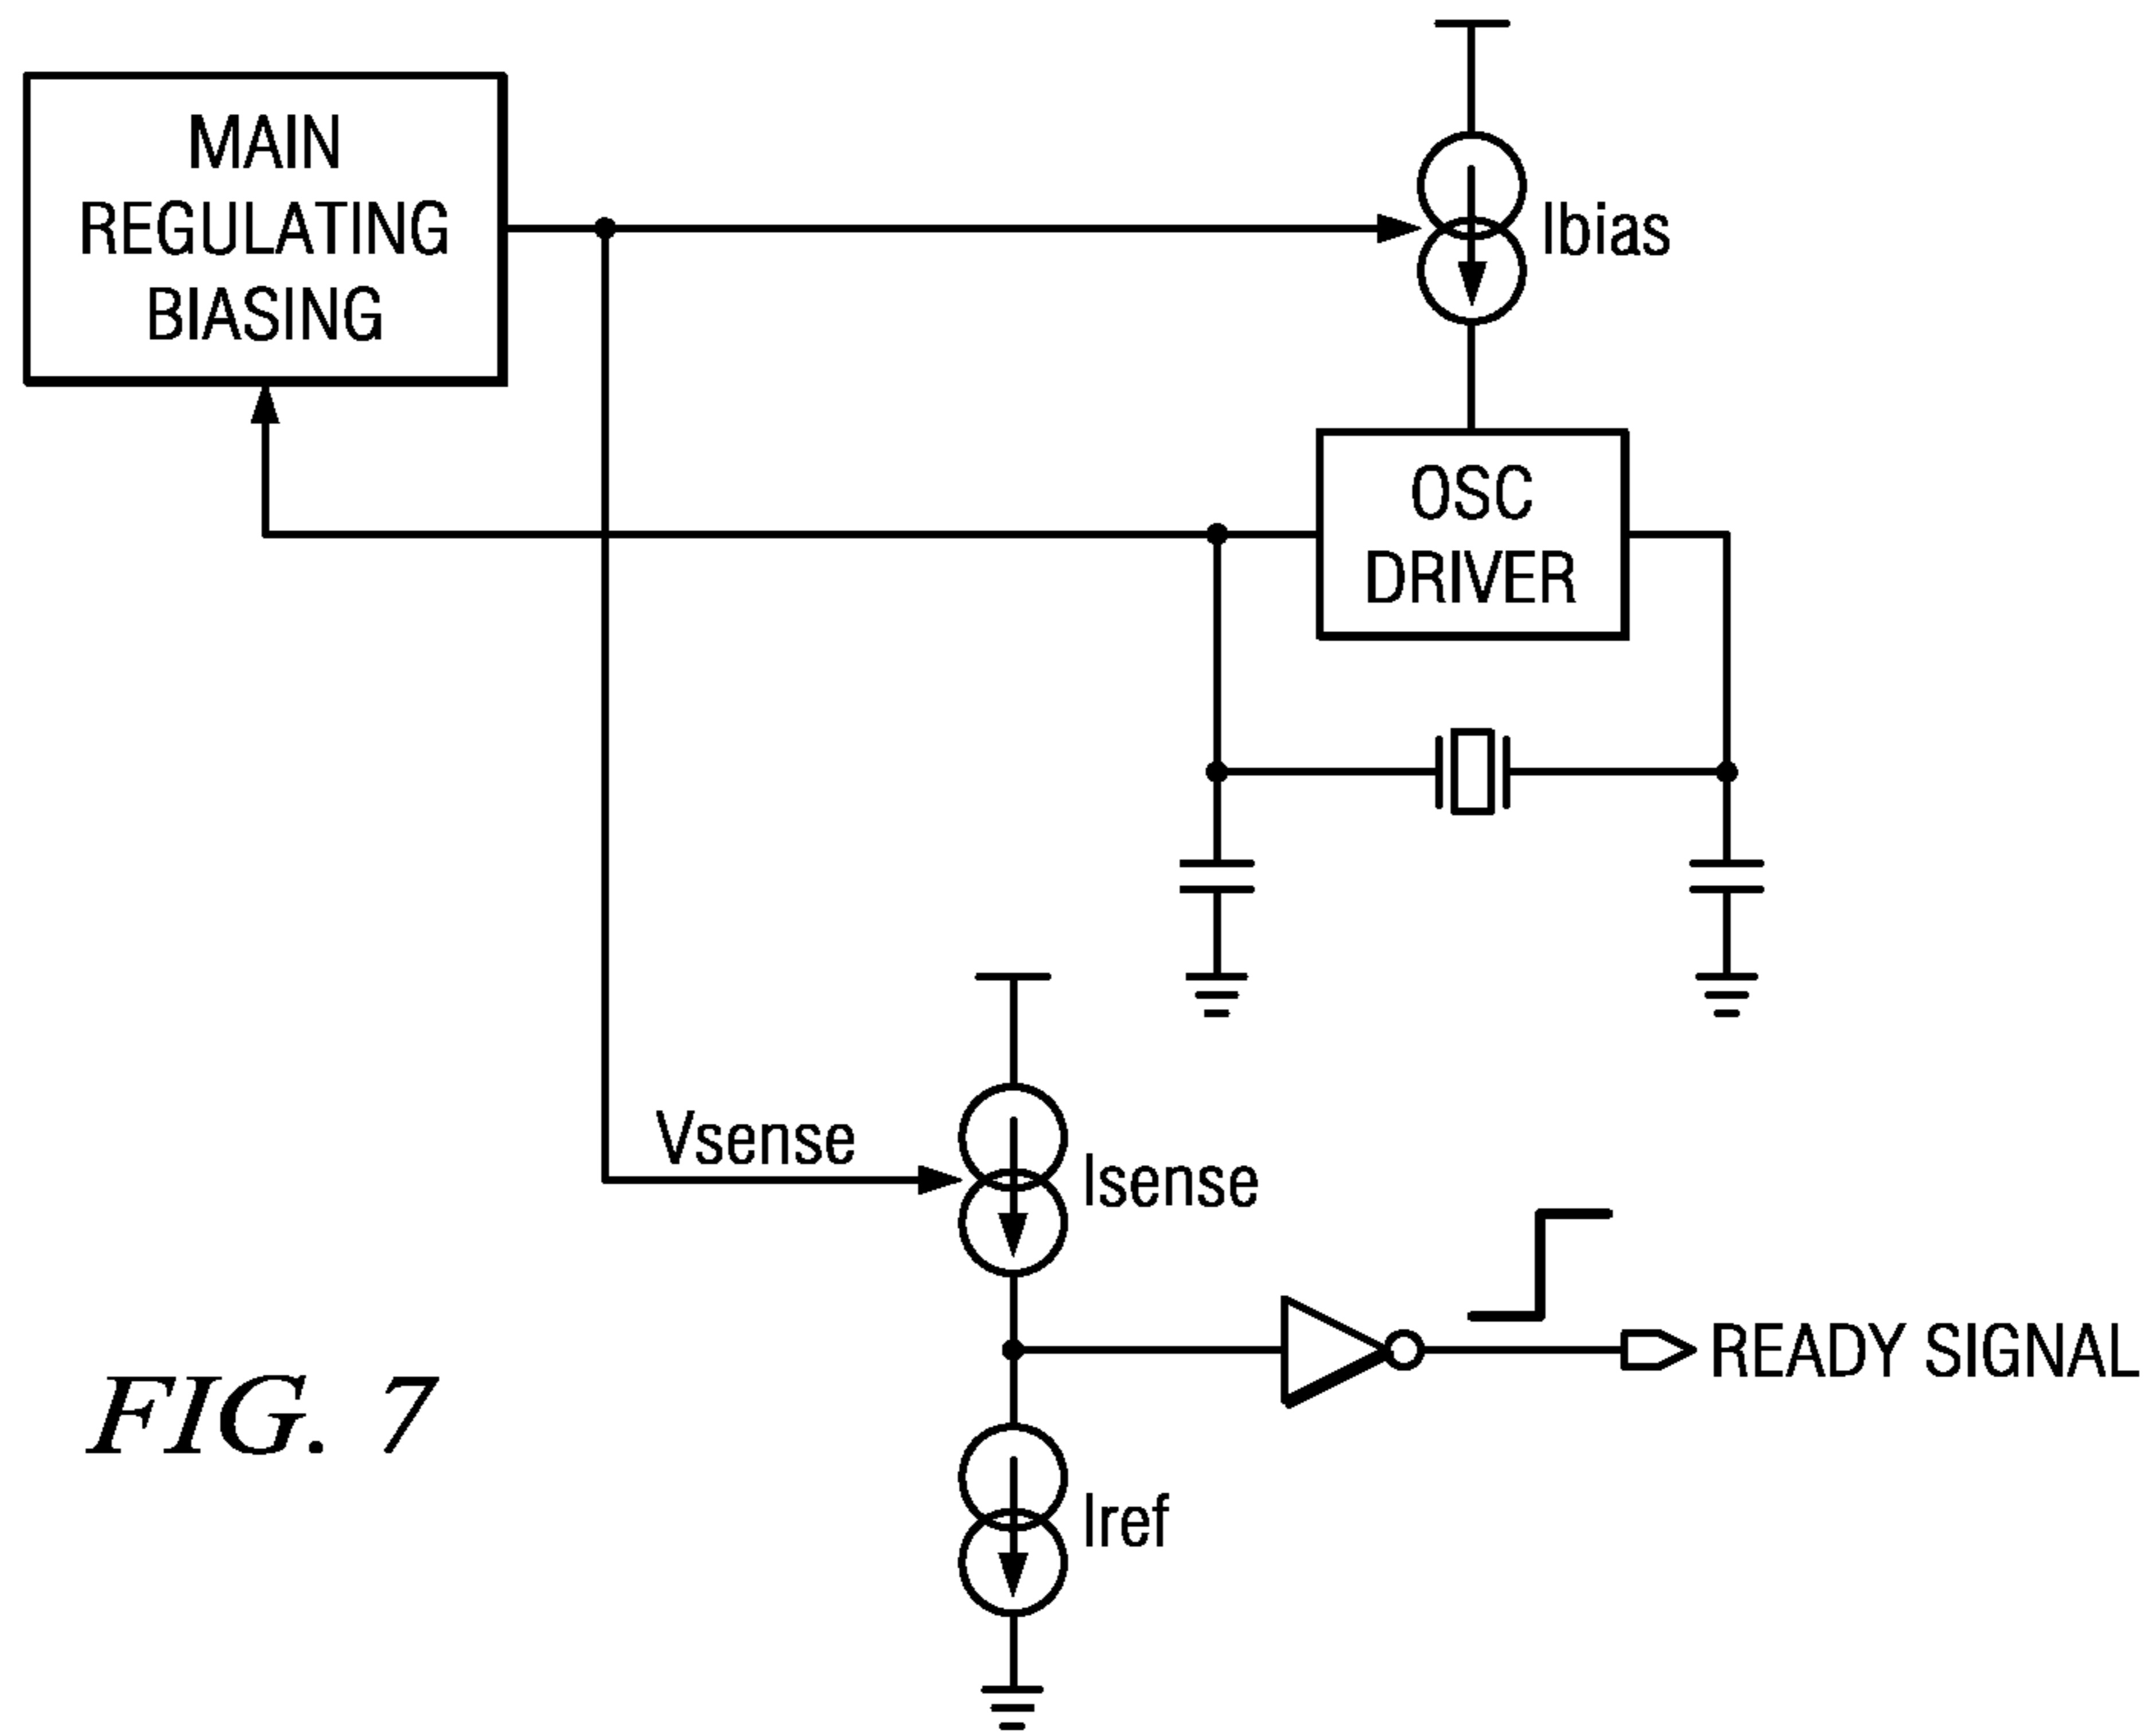 MAIN
REGULATING
BIASING
Ibias
OSC
DRIVER
Vsense
Isense
READY SIGNAL
Iref
FIG. 7